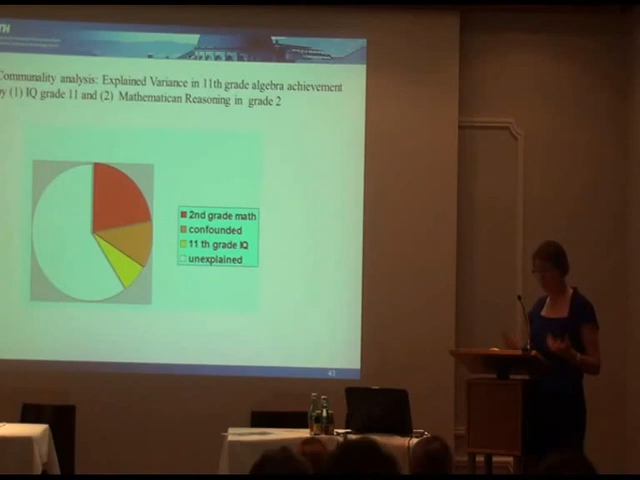 TH
Communality analysis: Explained Variance in 11th grade algebra achievement
by (1) IQ grade 11 and (2) Mathematican Reasoning in grade 2
2nd grade math
confounded
11 th grade IQ
unexplained